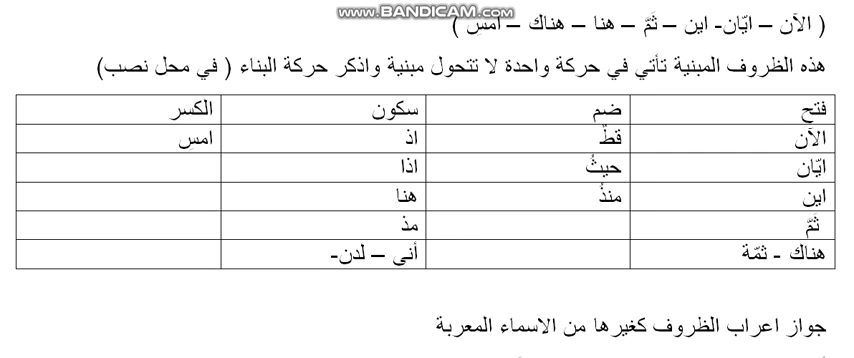 www.BANDICAM.com
( الآن – ايّان- اين – ثَمَّ – هنا – هناك – امسِ )
هذه الظروف المبنية تأتي في حركة واحدة لا تتحول مبنية واذكر حركة البناء ( في محل نصب)
فتح ضم سكون الكسر
الآن قطّ اذ امسِ
ايّان حيثُ اذا
اين منذُ هنا
ثَمَّ مذ
هناك - ثمّة أنى – لدن-
جواز اعراب الظروف كغيرها من الاسماء المعربة